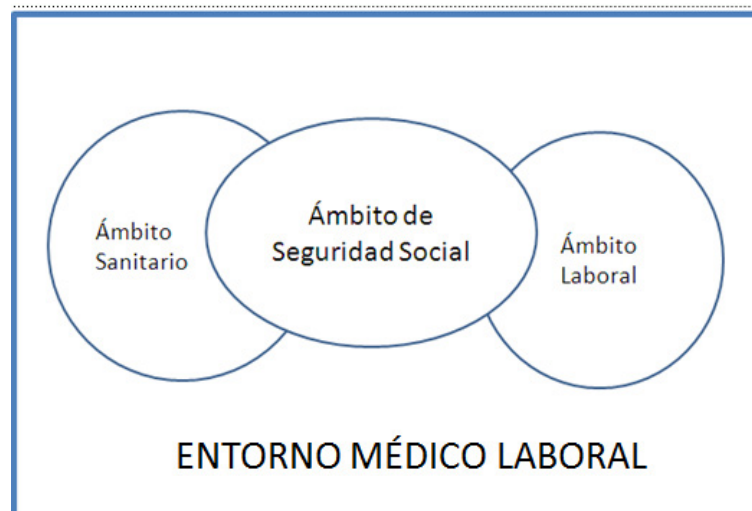 Ámbito de
Seguridad Social
Ámbito
Sanitario
Ámbito
Laboral
ENTORNO MÉDICO LABORAL